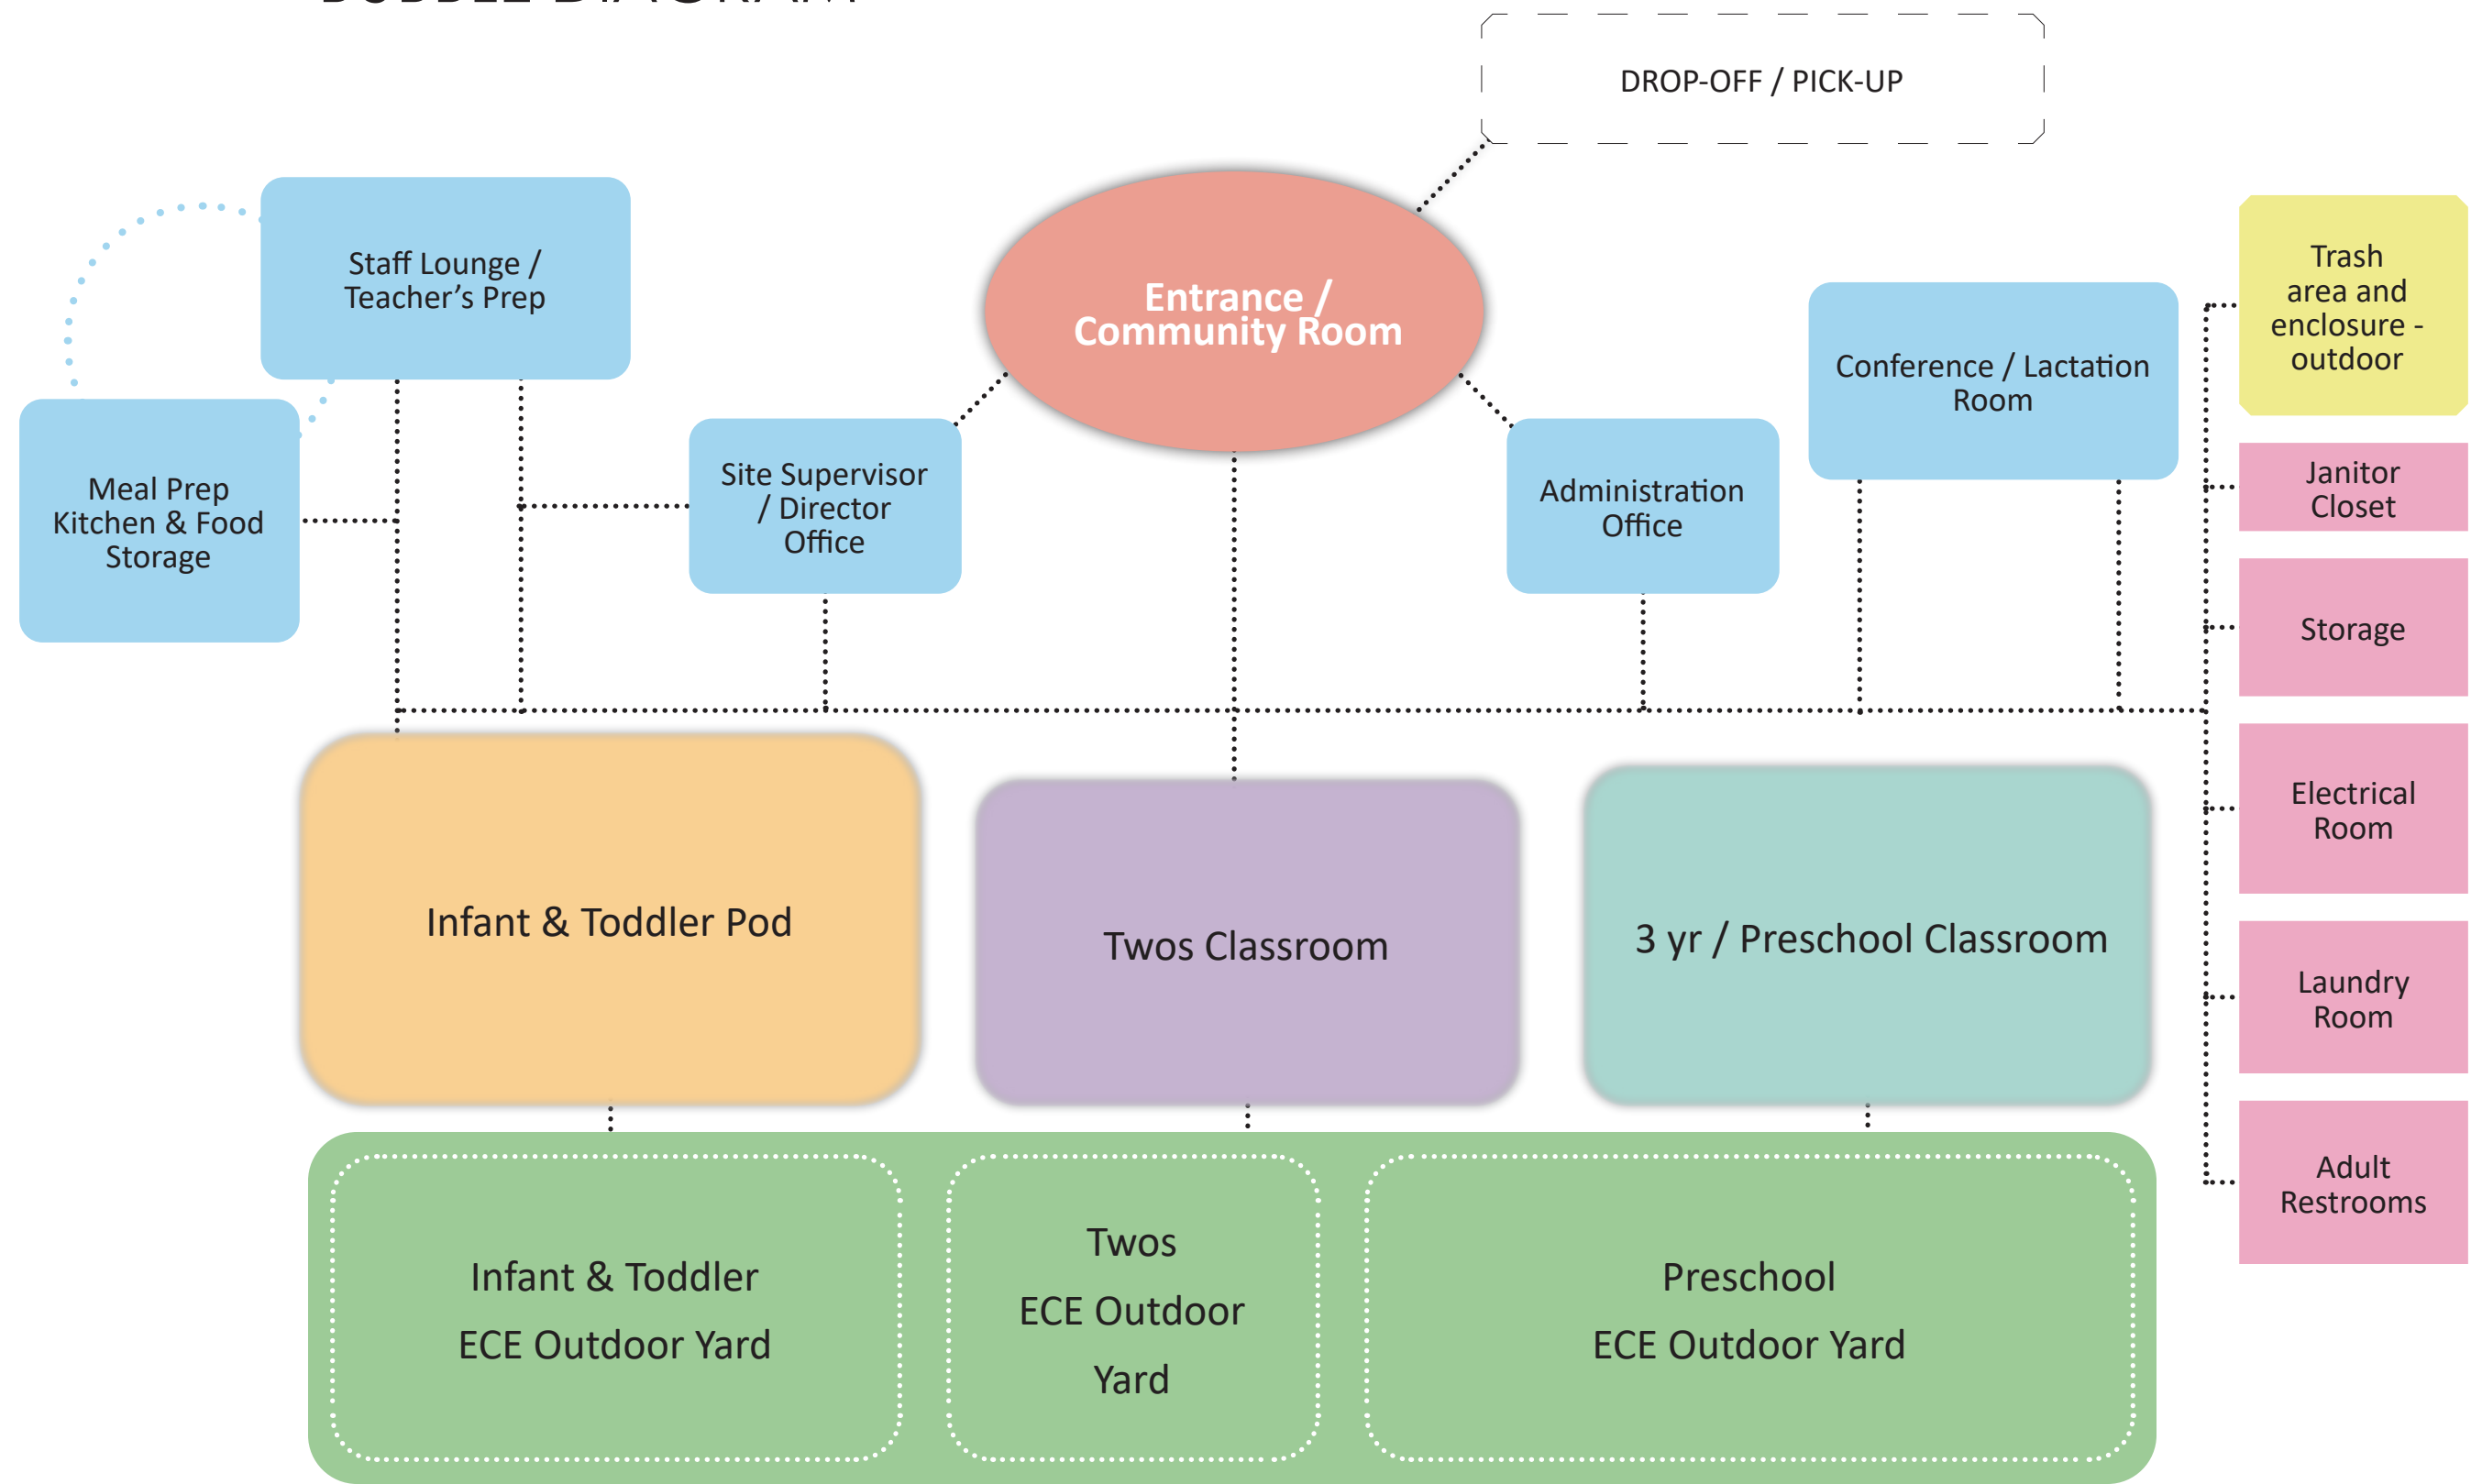 BUBBLE DIAGRAM
DROP-OFF / PICK-UP
Staff Lounge /
Teacher’s Prep
Entrance /
Community Room
Trash
area and
enclosure -
outdoor
Conference / Lactation
Room
Meal Prep
Kitchen & Food
Storage
Site Supervisor
/ Director
Office
Administration
Office
Janitor
Closet
Storage
Electrical
Room
Infant & Toddler Pod
Twos Classroom
3 yr / Preschool Classroom
Laundry
Room
Adult
Restrooms
Infant & Toddler
ECE Outdoor Yard
Twos
ECE Outdoor
Yard
Preschool
ECE Outdoor Yard